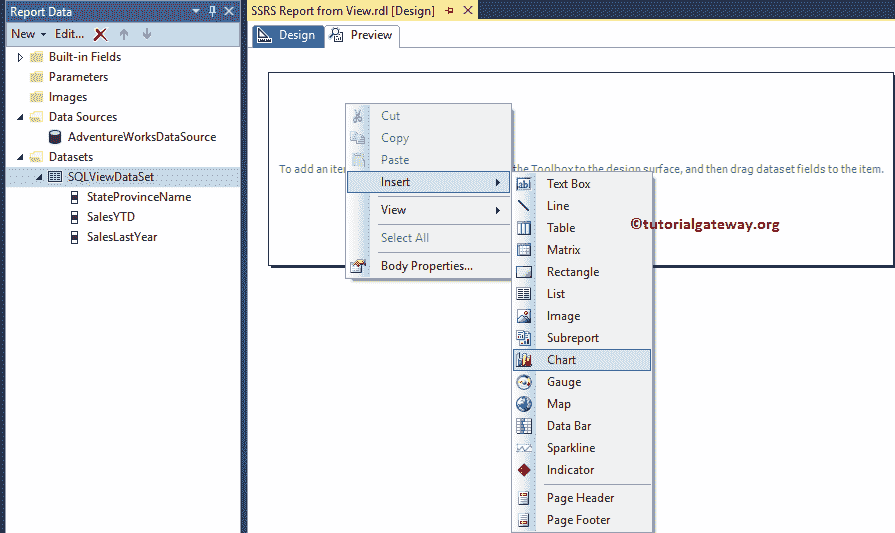 Report Data
New Edit...
Built-in Fields
Parameters
Images
Data Sources
AdventureWorksDataSource
Datasets
SQLViewDataSet
StateProvinceName
SalesYTD
SalesLastYear
SSRS Report from View.rdl [Design]
Design Preview
To add an iter the Toolbox to the design surface, and then drag dataset fields to the item.
Cut
Copy
Paste
Insert
View
Select All
Body Properties...
Text Box
Line
Table
Matrix
Rectangle
List
Image
Subreport
Chart
Gauge
Map
Data Bar
Sparkline
Indicator
Page Header
Page Footer
©tutorialgateway.org